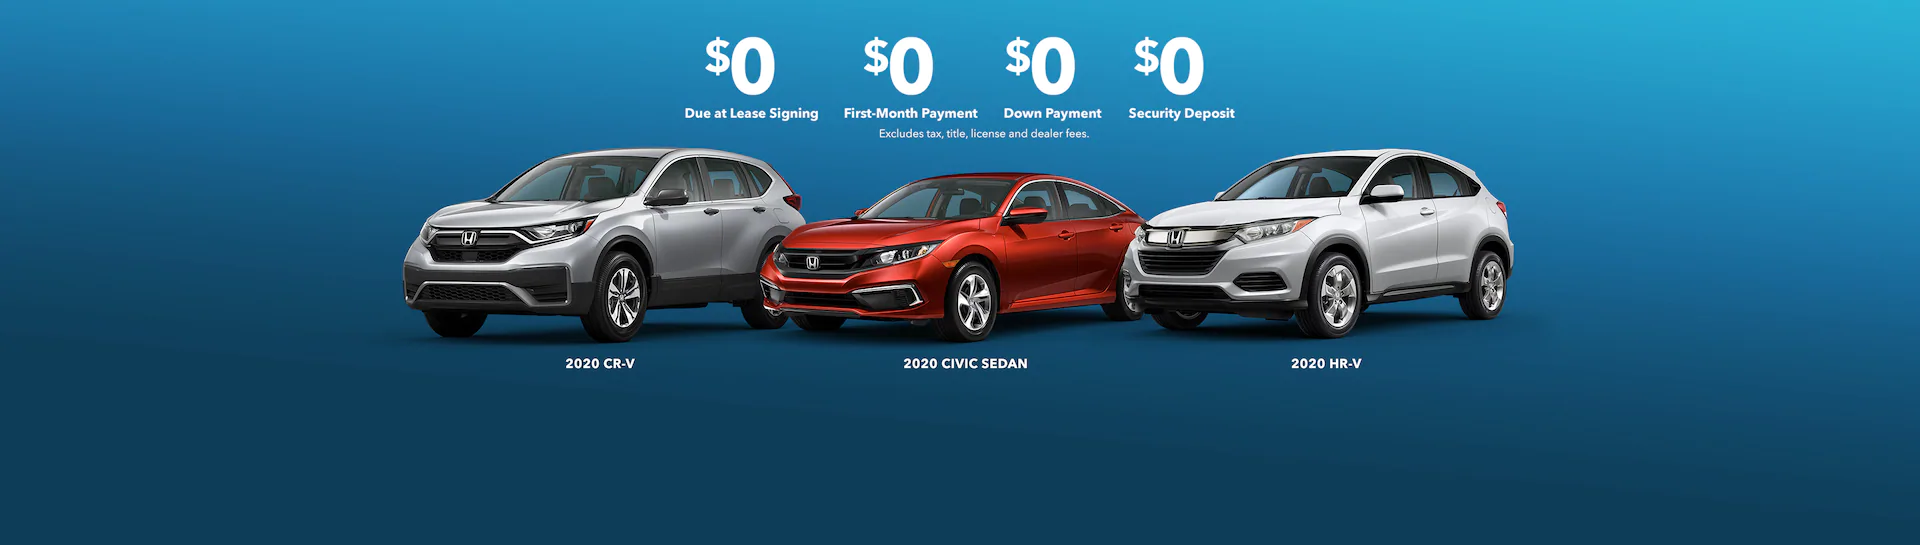 $0 $0 $0 $0
Due at Lease Signing First-Month Payment Down Payment Security Deposit
Excludes tax, title, license and dealer fees.
2020 CR-V 2020 CIVIC SEDAN 2020 HR-V